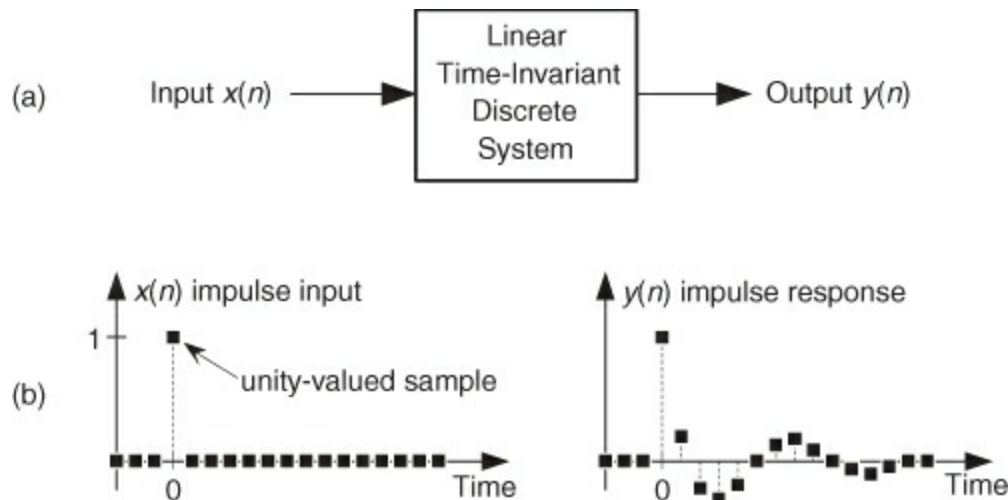 (a)
Input x(n)
Linear
Time-Invariant
Discrete
System
Output y(n)
(b)
x(n) impulse input
1
unity-valued sample
0
Time
y(n) impulse response
0
Time